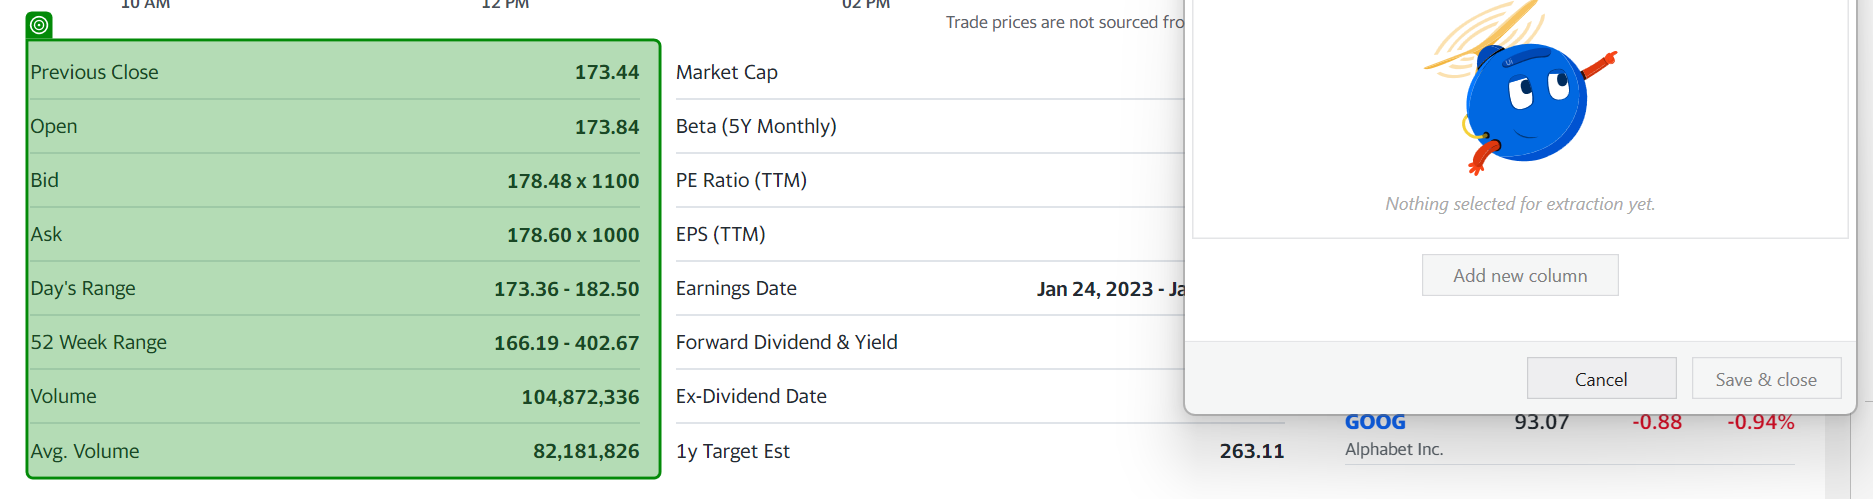 10 AM 12 PM 02 PM
Trade prices are not sourced fro
Previous Close 173.44
Open 173.84
Bid 178.48 x 1100
Ask 178.60 x 1000
Day's Range 173.36 - 182.50
52 Week Range 166.19 - 402.67
Volume 104,872,336
Avg. Volume 82,181,826
Market Cap
Beta (5Y Monthly)
PE Ratio (TTM)
EPS (TTM)
Earnings Date Jan 24, 2023 - Ja
Forward Dividend & Yield
Ex-Dividend Date
1y Target Est 263.11
Ui
Nothing selected for extraction yet.
Add new column
Cancel Save & close
GOOG 93.07 -0.88 -0.94%
Alphabet Inc.